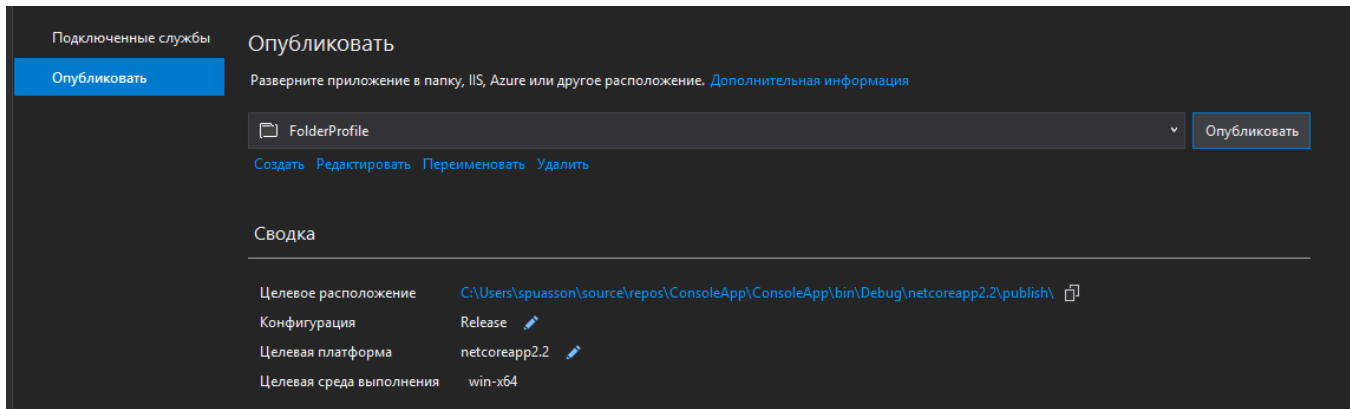 Подключенные службы
Опубликовать
Опубликовать
Разверните приложение в папку, IIS, Azure или другое расположение. Дополнительная информация
FolderProfile
Опубликовать
Создать Редактировать Переименовать Удалить
Сводка
Целевое расположение C:\Users\spuasson\source\repos\ConsoleApp\ConsoleApp\bin\Debug\netcoreapp2.2\publish\
Конфигурация Release
Целевая платформа netcoreapp2.2
Целевая среда выполнения win-x64